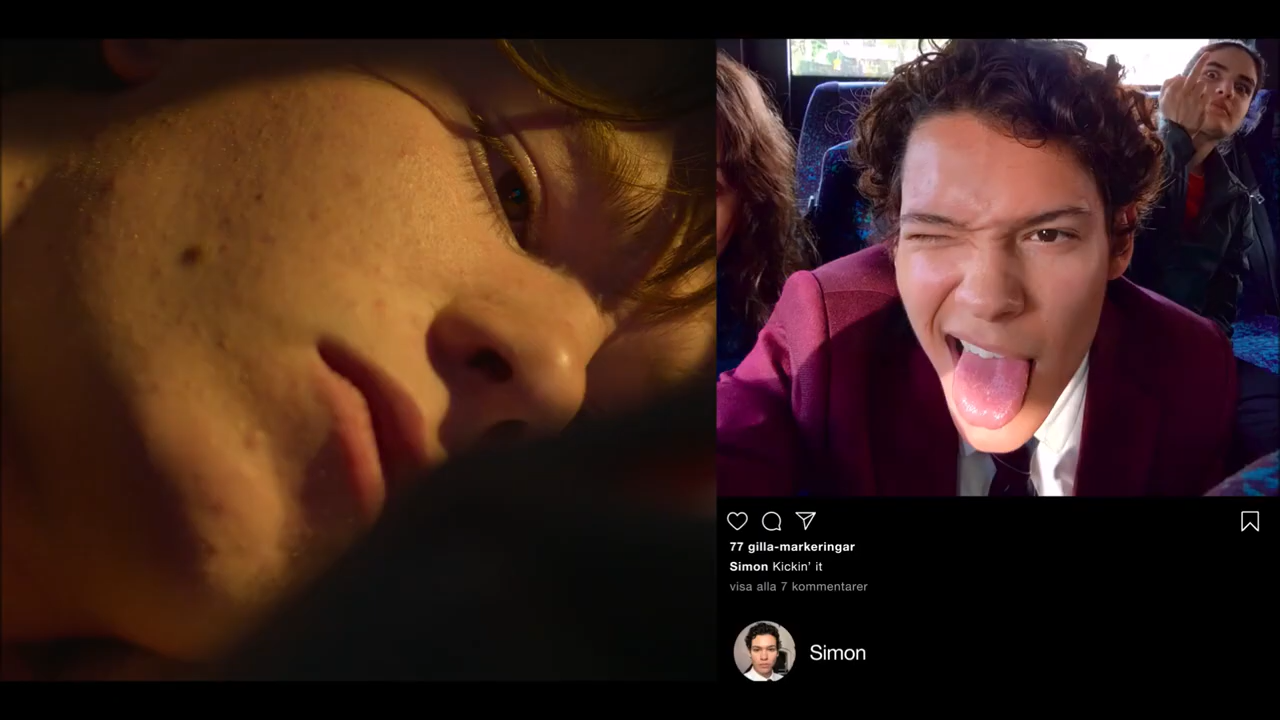 77 gilla-markeringar
Simon Kickin' it
visa alla 7 kommentarer
Simon